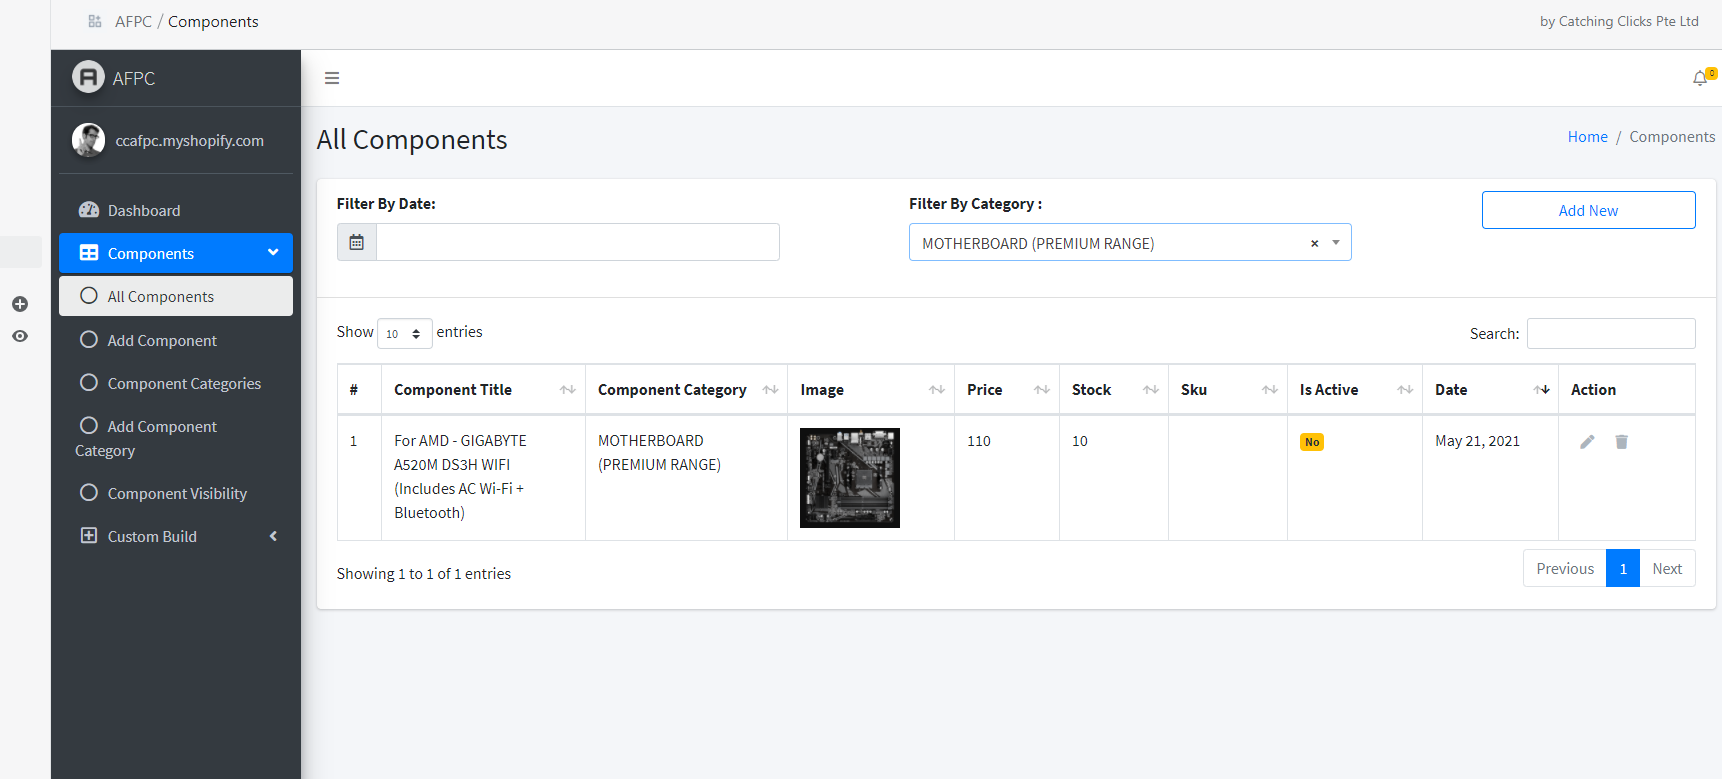 AFPC / Components
by Catching Clicks Pte Ltd
AFPC
0
ccafpc.myshopify.com
All Components
Home / Components
Dashboard
Components
All Components
Add Component
Component Categories
Add Component
Category
Component Visibility
Custom Build
Filter By Date:
Filter By Category :
Add New
MOTHERBOARD (PREMIUM RANGE) ×
Show 10 entries
Search:
# Component Title Component Category Image Price Stock Sku Is Active Date Action
1 For AMD - GIGABYTE MOTHERBOARD 110 10 No May 21, 2021
A520M DS3H WIFI (PREMIUM RANGE)
(Includes AC Wi-Fi +
Bluetooth)
Showing 1 to 1 of 1 entries
Previous 1 Next